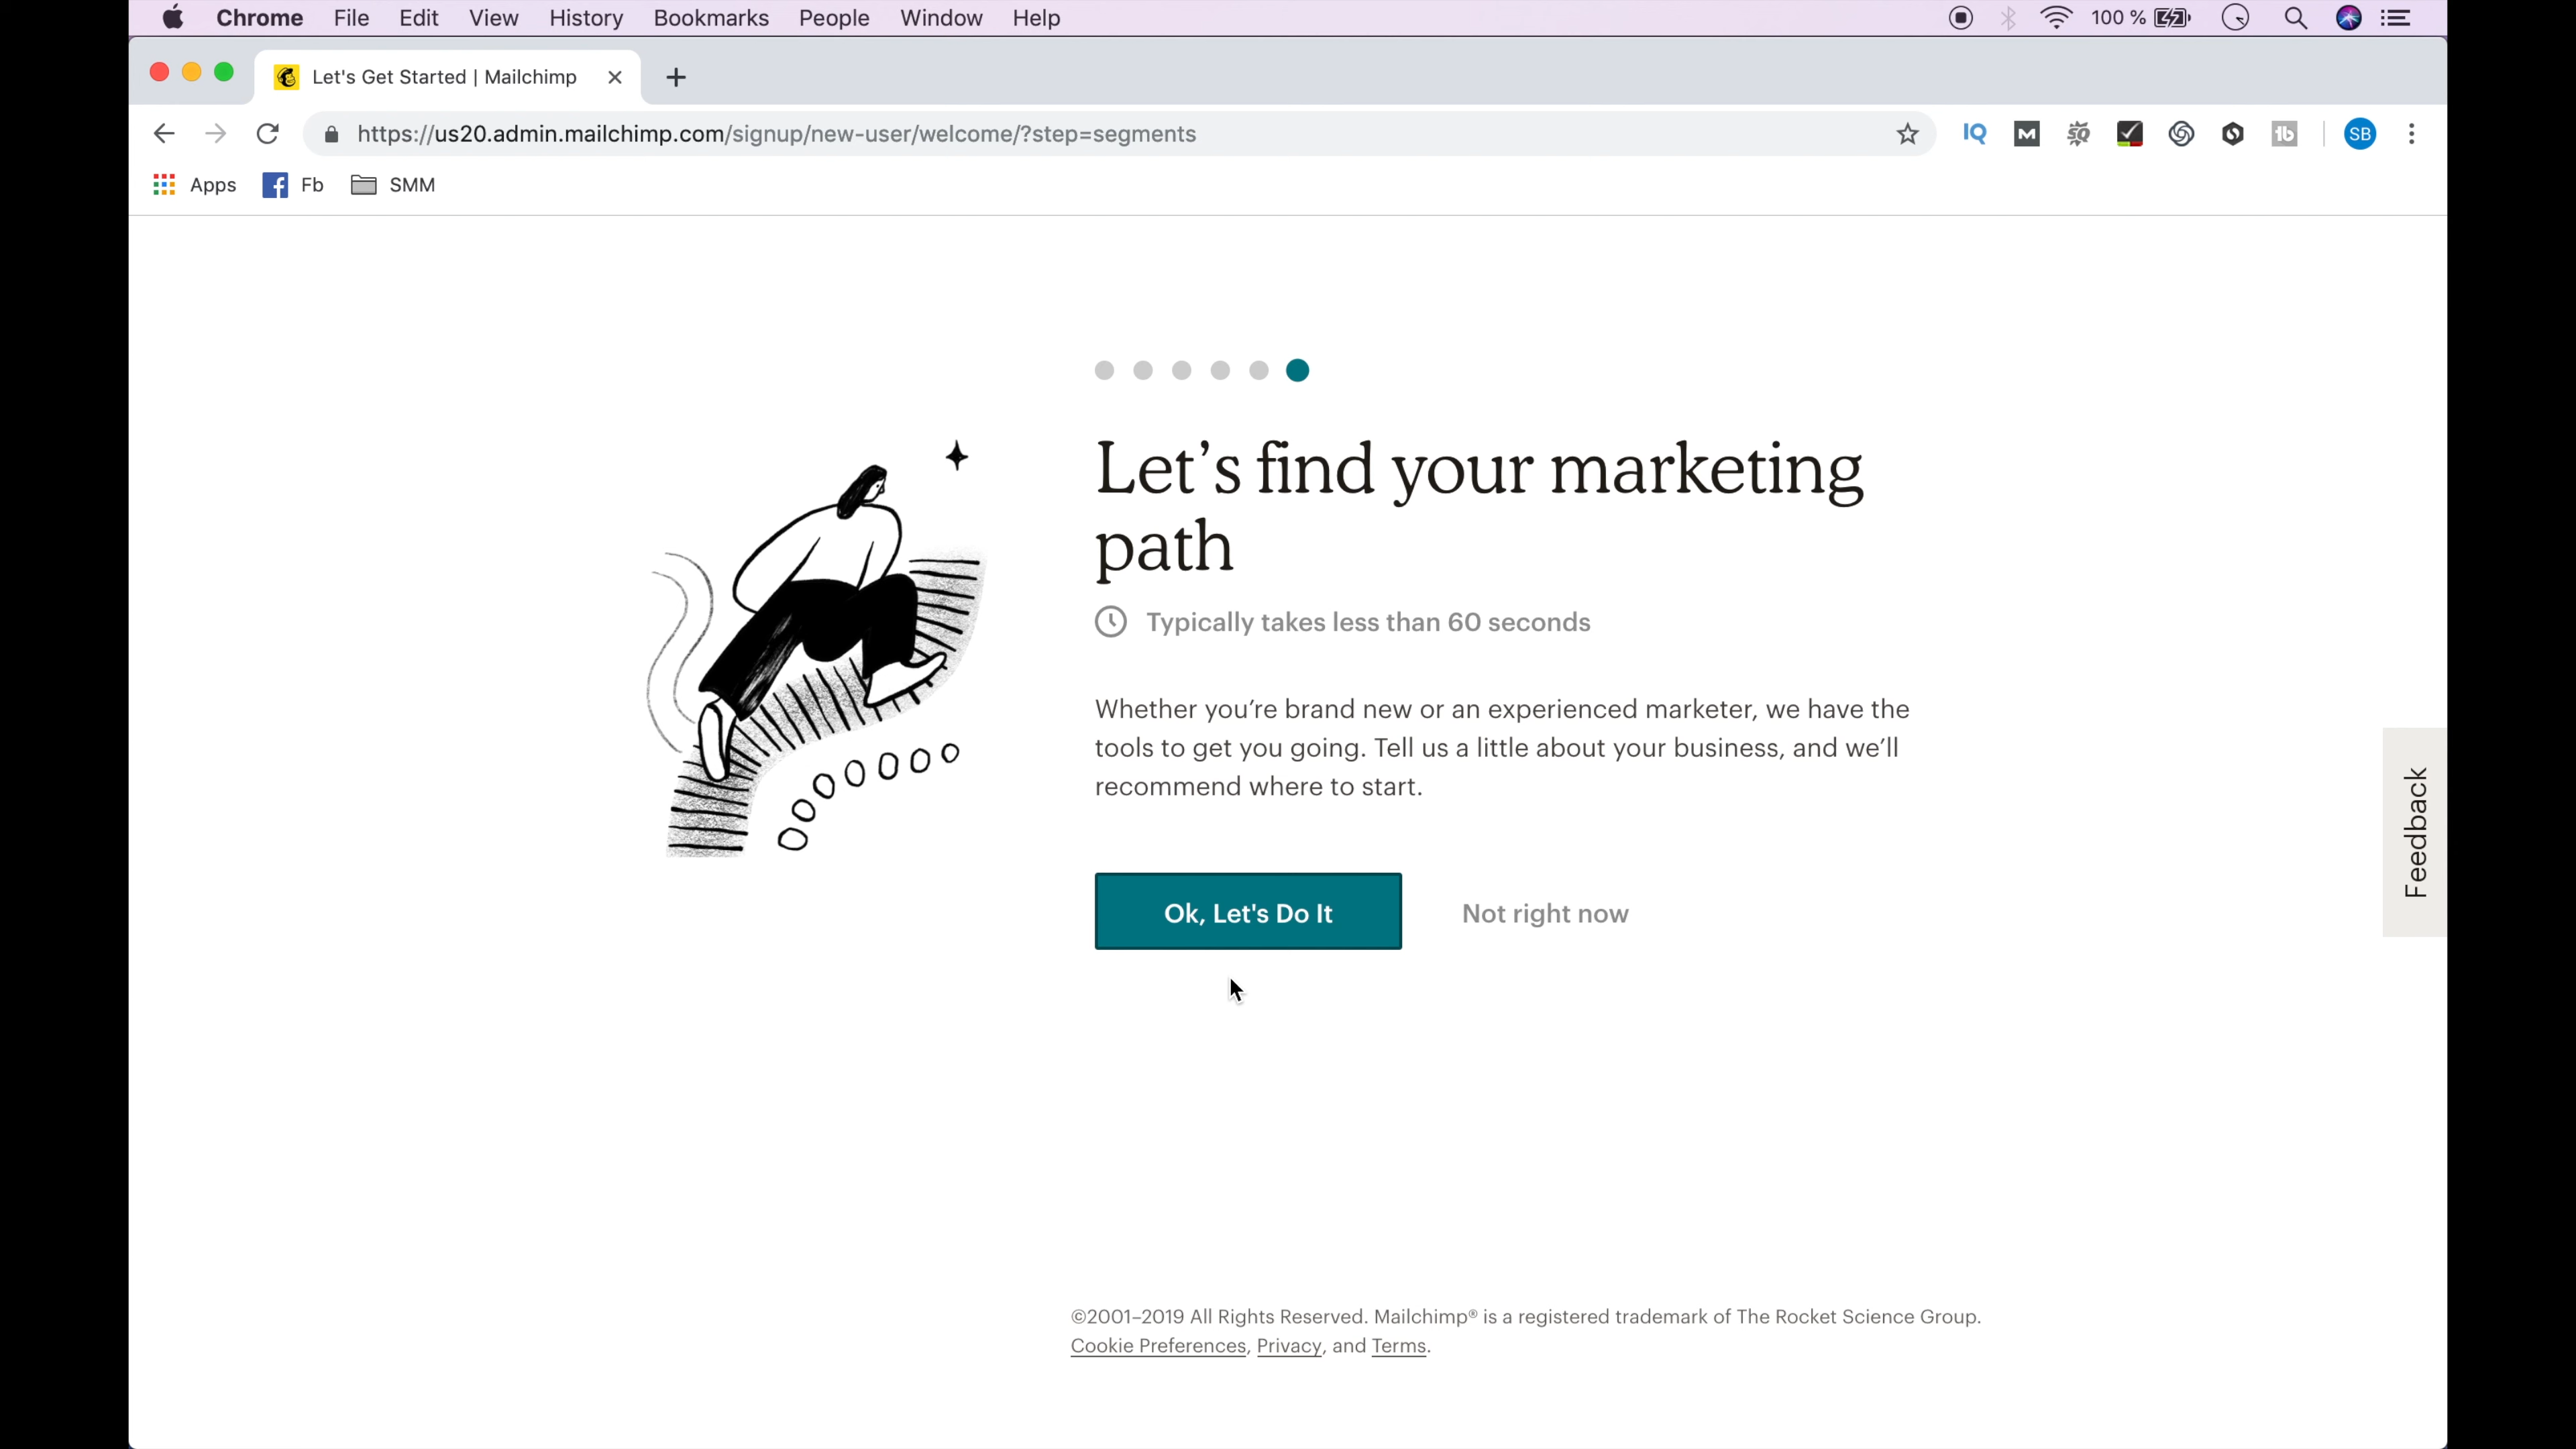 Chrome File Edit View History Bookmarks People Window Help 100 %
Let's Get Started | Mailchimp
https://us20.admin.mailchimp.com/signup/new-user/welcome/?step=segments IQ M SQ tb SB
Apps Fb SMM
Let’s find your marketing
path
Typically takes less than 60 seconds
Whether you’re brand new or an experienced marketer, we have the
tools to get you going. Tell us a little about your business, and we’ll
recommend where to start.
Ok, Let's Do It Not right now
Feedback
©2001–2019 All Rights Reserved. Mailchimp® is a registered trademark of The Rocket Science Group.
Cookie Preferences, Privacy, and Terms.